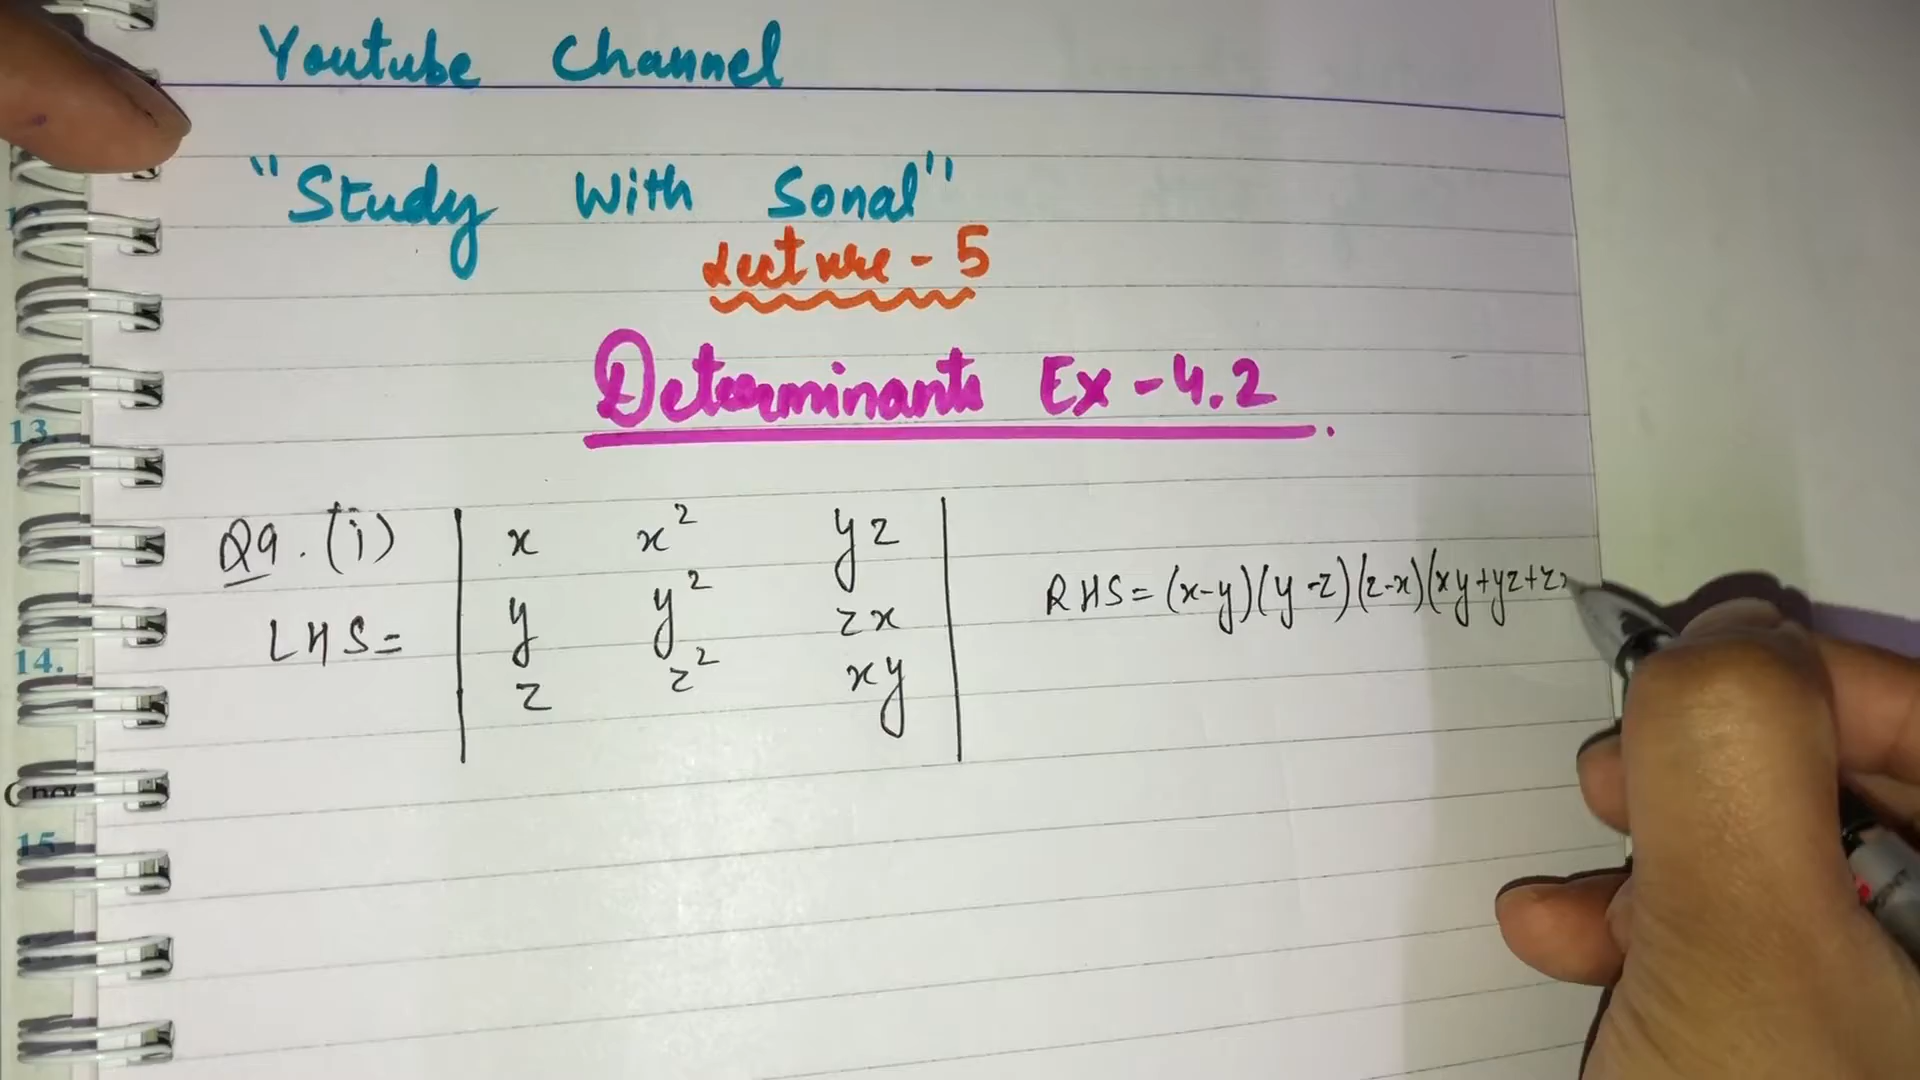 Youtube Channel
"Study With Sonal"
Lecture - 5
Determinants Ex - 4.2
13.
14.
15
Q9. (i)
LHS =
x x² yz
y y² zx
z z² xy
RHS = (x-y)(y-z)(z-x)(xy+yz+zx